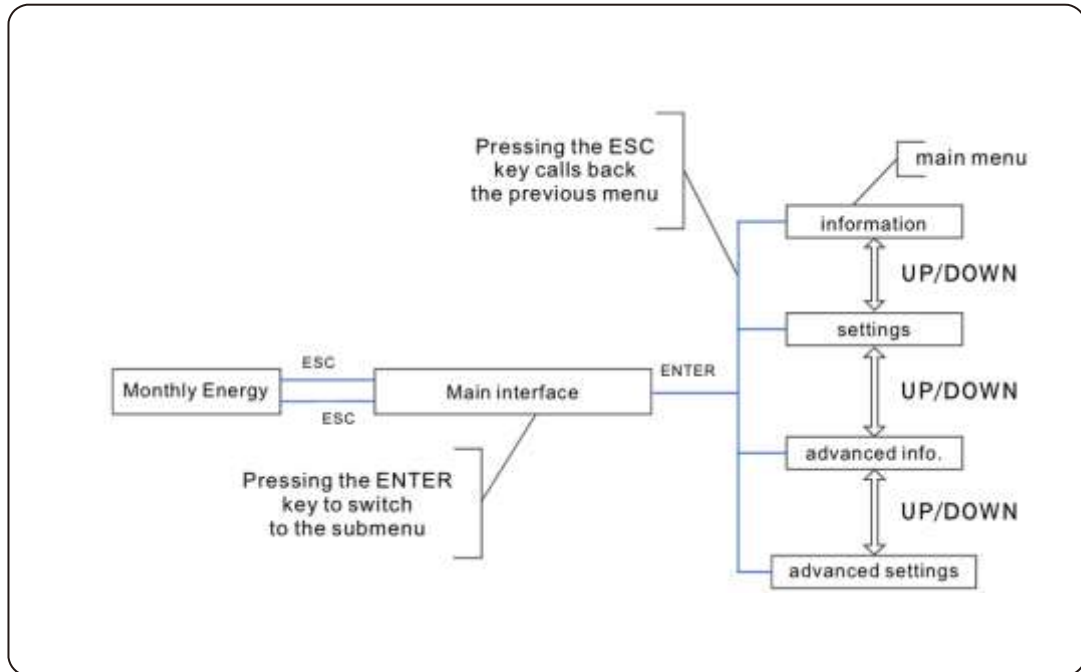 Pressing the ESC
key calls back
the previous menu
main menu
information
UP/DOWN
settings
UP/DOWN
advanced info.
UP/DOWN
advanced settings
ENTER
Main interface
ESC
ESC
Monthly Energy
Pressing the ENTER
key to switch
to the submenu